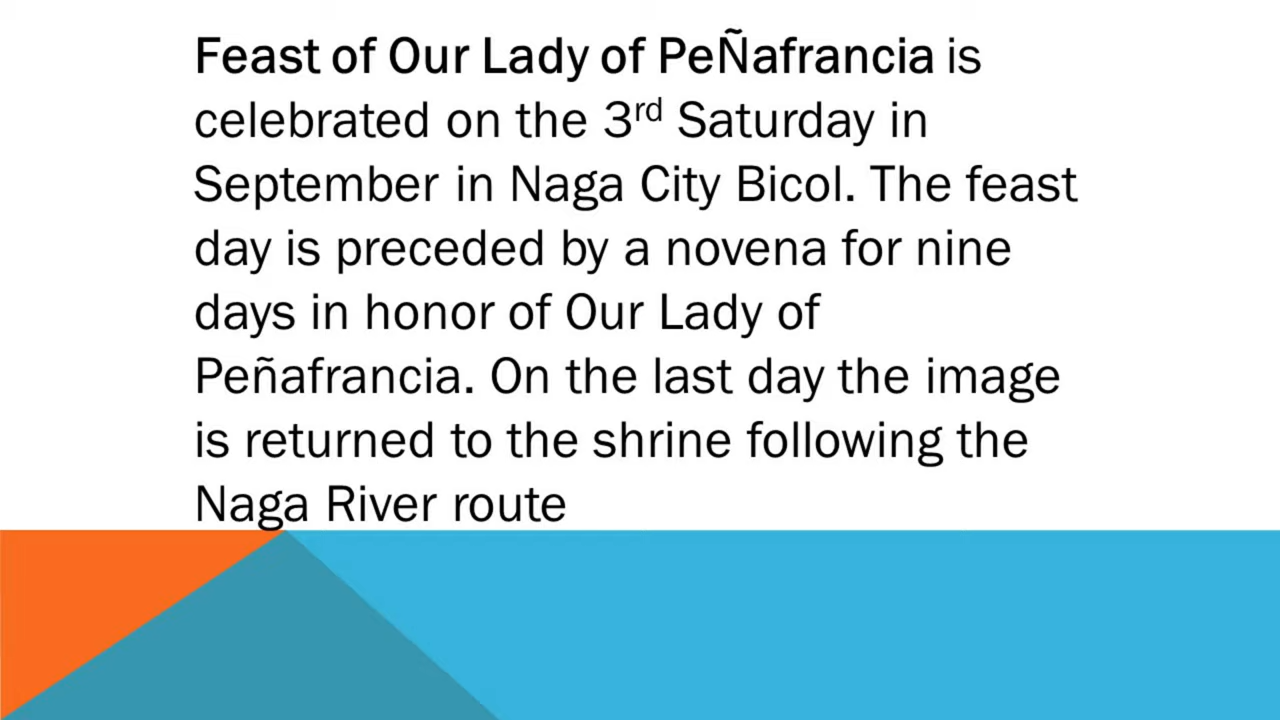 Feast of Our Lady of PeÑafrancia is
celebrated on the 3rd Saturday in
September in Naga City Bicol. The feast
day is preceded by a novena for nine
days in honor of Our Lady of
Peñafrancia. On the last day the image
is returned to the shrine following the
Naga River route